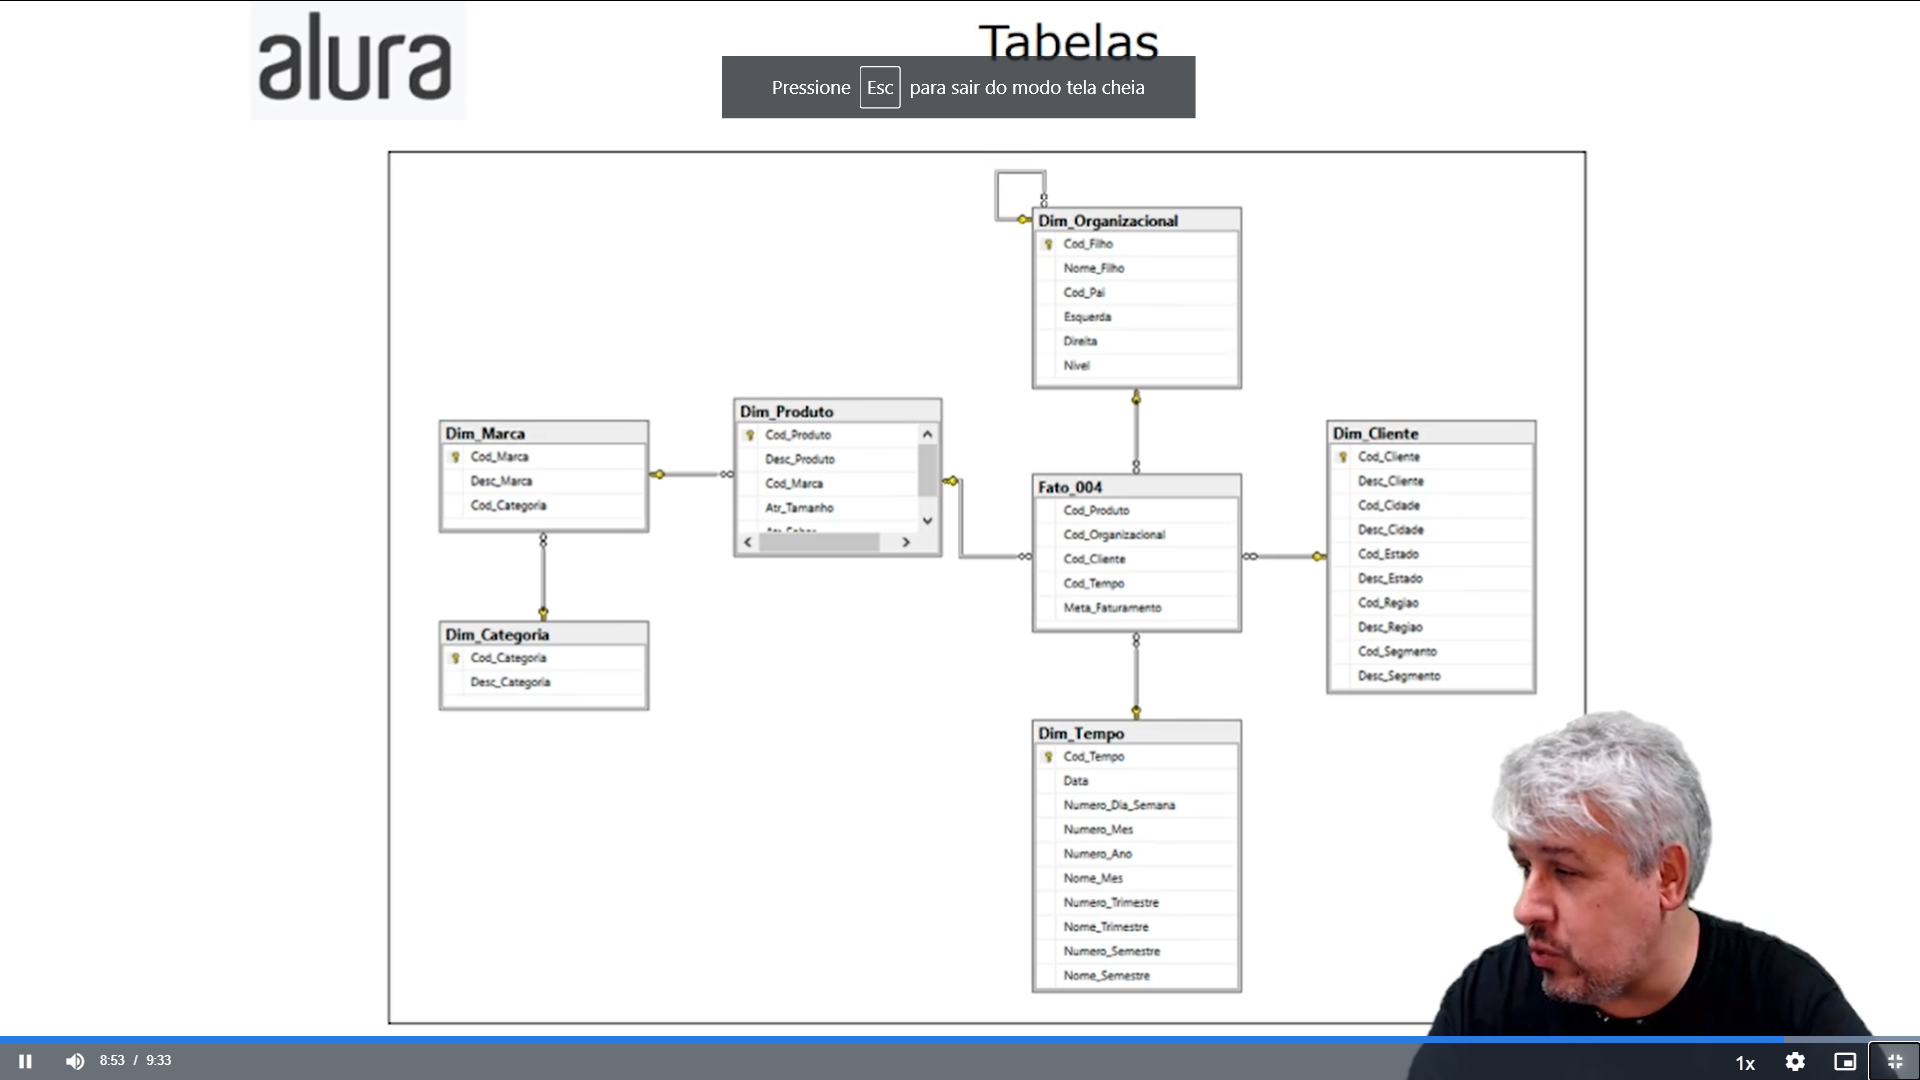 alura
Tabelas
Pressione Esc para sair do modo tela cheia
Dim_Organizacional
Cod_Filho
Nome_Filho
Cod_Pai
Esquerda
Direita
Nivel
Dim_Marca
Cod_Marca
Desc_Marca
Cod_Categoria
Dim_Produto
Cod_Produto
Desc_Produto
Cod_Marca
Atr_Tamanho
Fato_004
Cod_Produto
Cod_Organizacional
Cod_Cliente
Cod_Tempo
Meta_Faturamento
Dim_Cliente
Cod_Cliente
Desc_Cliente
Cod_Cidade
Desc_Cidade
Cod_Estado
Desc_Estado
Cod_Regiao
Desc_Regiao
Cod_Segmento
Desc_Segmento
Dim_Categoria
Cod_Categoria
Desc_Categoria
Dim_Tempo
Cod_Tempo
Data
Numero_Dia_Semana
Numero_Mes
Numero_Ano
Nome_Mes
Numero_Trimestre
Nome_Trimestre
Numero_Semestre
Nome_Semestre
8:53 / 9:33
1x